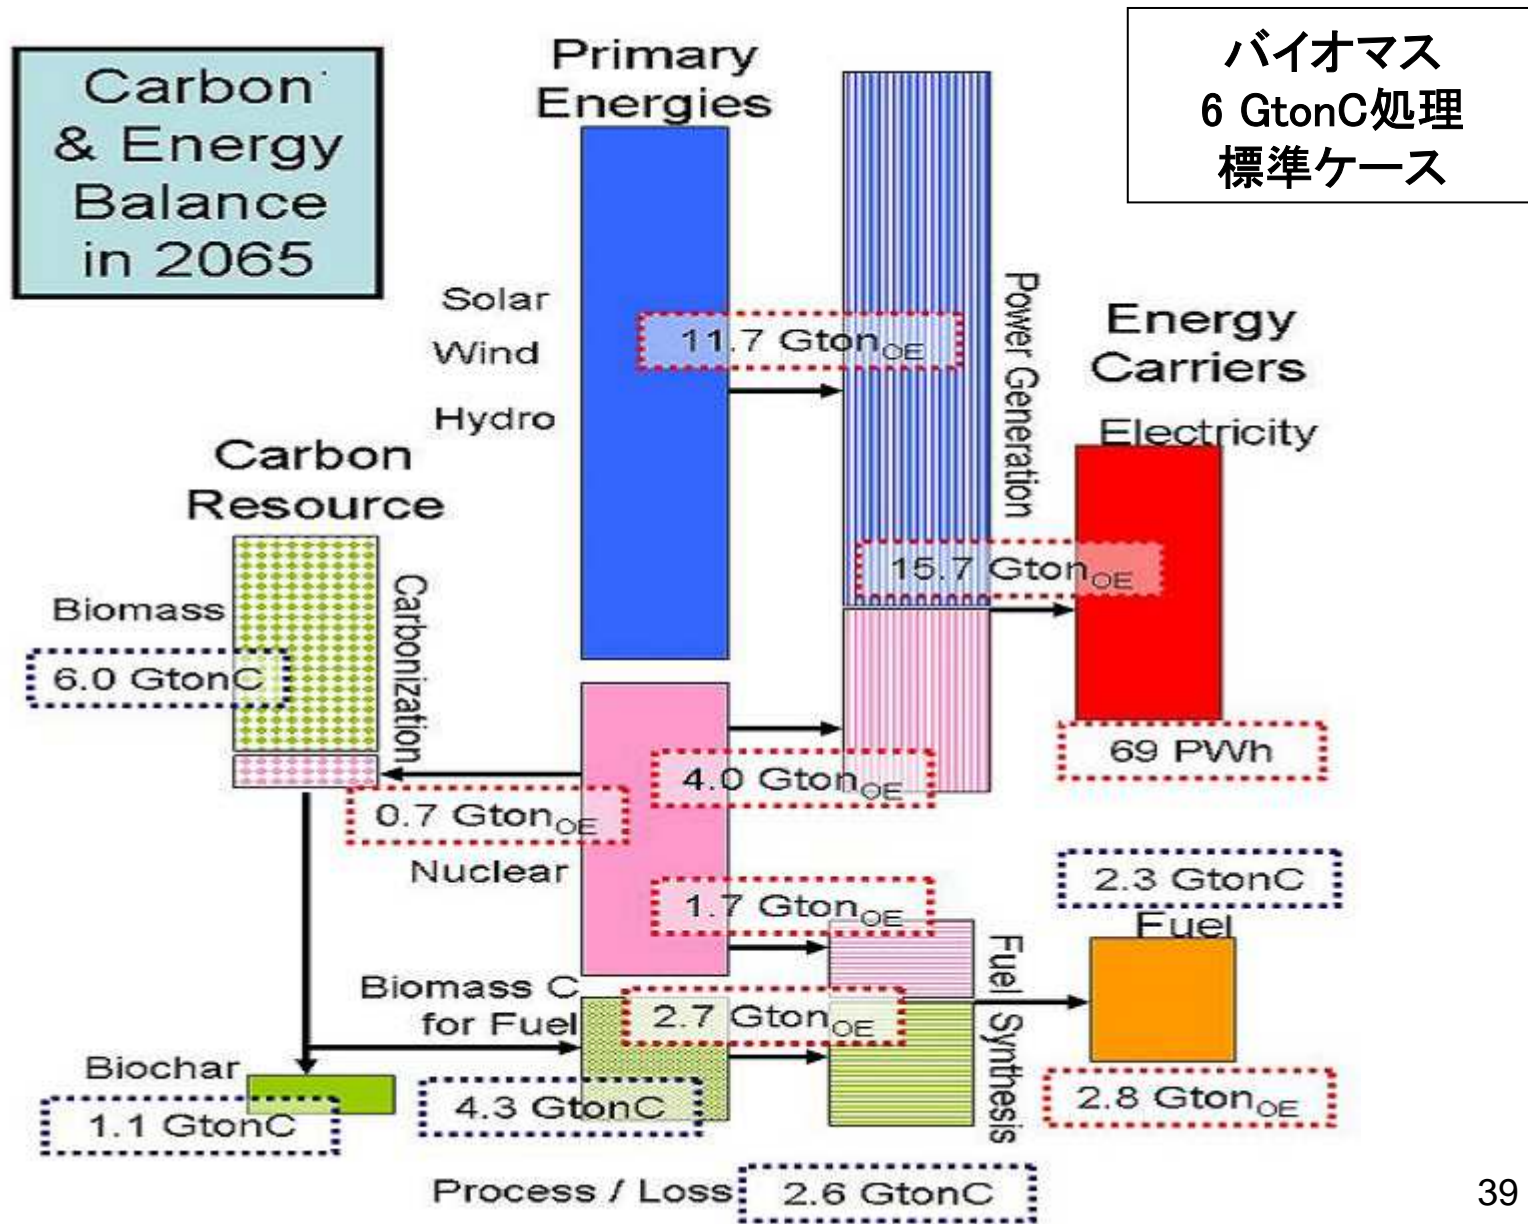 Carbon
& Energy
Balance
in 2065
バイオマス
6 GtonC処理
標準ケース
Primary
Energies
Solar
Wind
Hydro
11.7 GtonOE
Power Generation
Energy
Carriers
Electricity
15.7 GtonOE
69 PWh
Carbon
Resource
Biomass
6.0 GtonC
Carbonization
0.7 GtonOE
4.0 GtonOE
Nuclear
1.7 GtonOE
2.3 GtonC
Fuel
Fuel Synthesis
Biomass C
for Fuel
2.7 GtonOE
2.8 GtonOE
Biochar
1.1 GtonC
4.3 GtonC
Process / Loss
2.6 GtonC
39